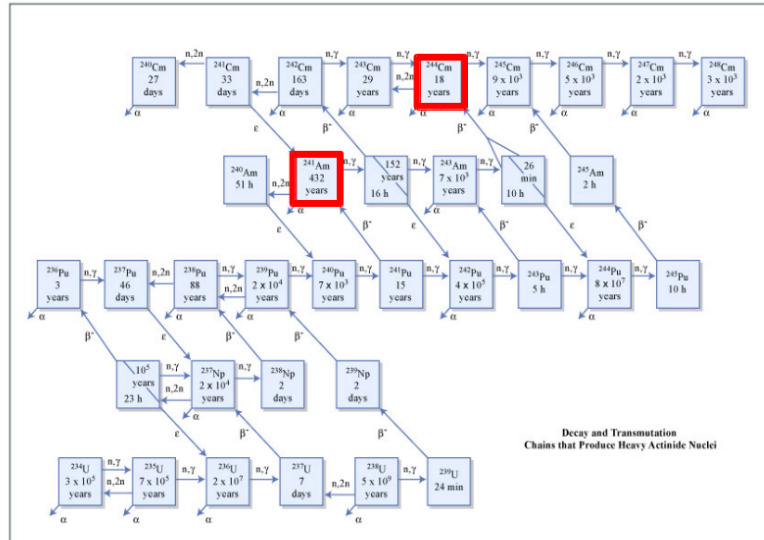 n,2n
n,γ
n,γ
n,γ
n,γ
n,γ
n,γ
²⁴⁰Cm
27
days
²⁴¹Cm
33
days
n,2n
²⁴²Cm
163
days
²⁴³Cm
29
years
n,2n
²⁴⁴Cm
18
years
²⁴⁵Cm
9 x 10³
years
²⁴⁶Cm
5 x 10³
years
²⁴⁷Cm
2 x 10³
years
²⁴⁸Cm
3 x 10³
years
α
α
α
α
α
α
α
α
ε
β⁻
β⁻
β⁻
²⁴⁰Am
51 h
n,2n
²⁴¹Am
432
years
n,γ
152
years
16 h
n,γ
²⁴³Am
7 x 10³
years
n,γ
26
min
10 h
²⁴⁵Am
2 h
α
α
ε
β⁻
ε
β⁻
ε
β⁻
²³⁶Pu
3
years
n,γ
²³⁷Pu
46
days
n,2n
²³⁸Pu
88
years
n,γ
n,2n
²³⁹Pu
2 x 10⁴
years
n,γ
²⁴⁰Pu
7 x 10³
years
n,γ
²⁴¹Pu
15
years
n,γ
²⁴²Pu
4 x 10⁵
years
n,γ
²⁴³Pu
5 h
n,γ
²⁴⁴Pu
8 x 10⁷
years
n,γ
²⁴⁵Pu
10 h
α
α
α
α
α
α
β⁻
ε
β⁻
β⁻
10⁵
years
23 h
n,γ
n,2n
²³⁷Np
2 x 10⁴
years
n,γ
²³⁸Np
2
days
²³⁹Np
2
days
α
ε
β⁻
β⁻
Decay and Transmutation
Chains that Produce Heavy Actinide Nuclei
²³⁴U
3 x 10⁵
years
n,γ
n,2n
²³⁵U
7 x 10⁵
years
n,γ
²³⁶U
2 x 10⁷
years
n,γ
²³⁷U
7
days
n,2n
²³⁸U
5 x 10⁹
years
n,γ
²³⁹U
24 min
α
α
α
α